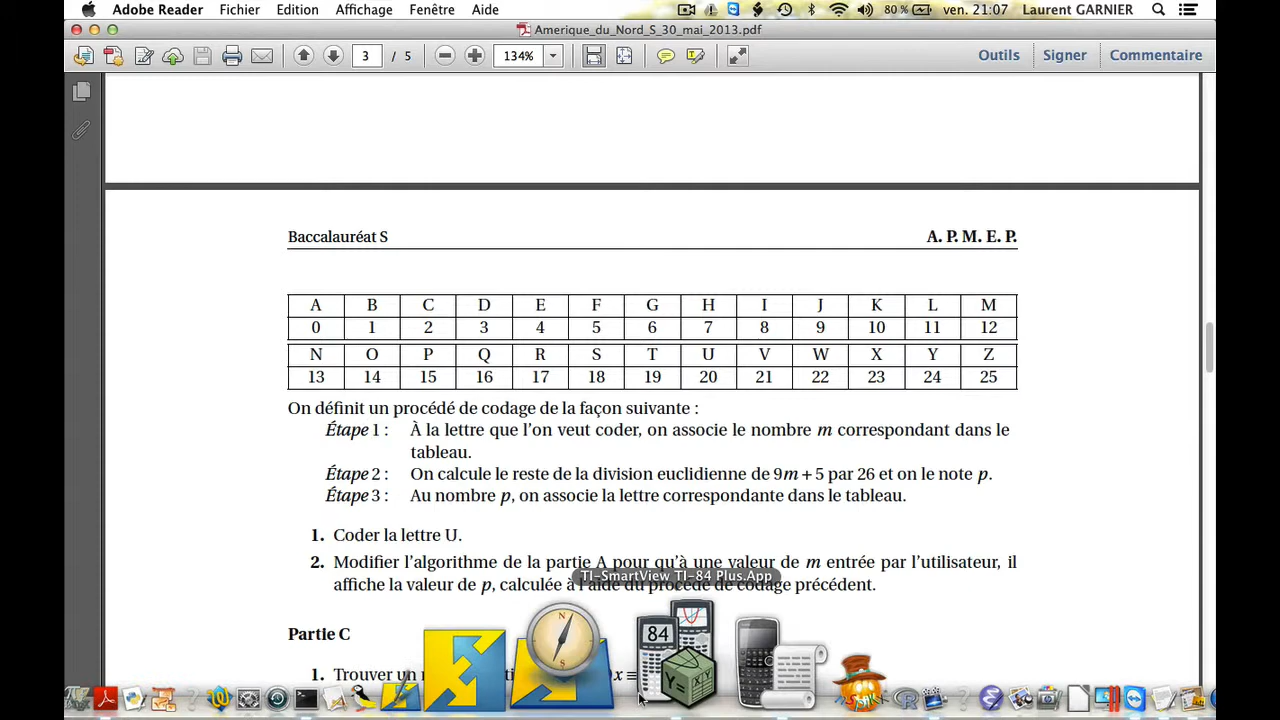 Adobe Reader Fichier Edition Affichage Fenêtre Aide 80 % ven. 21:07 Laurent GARNIER
Amerique_du_Nord_S_30_mai_2013.pdf
3 / 5 134% Outils Signer Commentaire
Baccalauréat S A. P. M. E. P.
A B C D E F G H I J K L M
0 1 2 3 4 5 6 7 8 9 10 11 12
N O P Q R S T U V W X Y Z
13 14 15 16 17 18 19 20 21 22 23 24 25
On définit un procédé de codage de la façon suivante :
Étape 1 : À la lettre que l'on veut coder, on associe le nombre m correspondant dans le
tableau.
Étape 2 : On calcule le reste de la division euclidienne de 9m + 5 par 26 et on le note p.
Étape 3 : Au nombre p, on associe la lettre correspondante dans le tableau.
1. Coder la lettre U.
2. Modifier l'algorithme de la partie A pour qu'à une valeur de m entrée par l'utilisateur, il
TI-SmartView TI-84 Plus.App
affiche la valeur de p, calculée à l'aide du procédé de codage précédent.
84
Partie C
Y= X Y
1. Trouver un x ≡